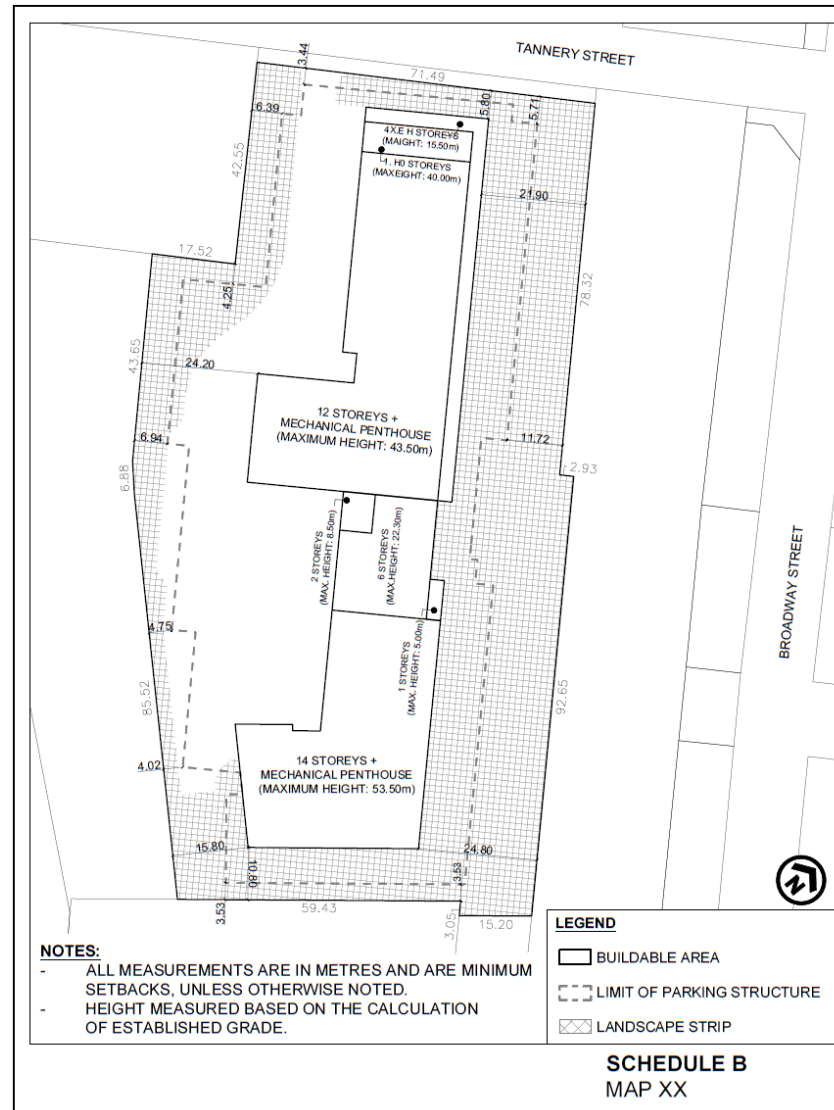 TANNERY STREET
3.44
71.49
5.80
5.71
6.39
4X.E H STOREYS
(MAIGHT: 15.50m)
1. H0 STOREYS
(MAXEIGHT: 40.00m)
42.55
21.90
17.52
4.25
78.32
43.65
24.20
12 STOREYS +
MECHANICAL PENTHOUSE
(MAXIMUM HEIGHT: 43.50m)
6.94
11.72
2.93
6.88
2 STOREYS
(MAX. HEIGHT: 8.50m)
6 STOREYS
(MAX.HEIGHT: 22.30m)
BROADWAY STREET
4.75
1 STOREYS
(MAX. HEIGHT: 5.00m)
85.52
92.65
14 STOREYS +
MECHANICAL PENTHOUSE
(MAXIMUM HEIGHT: 53.50m)
4.02
15.80
24.80
10.80
3.53
3.53
59.43
3.05
15.20
N
NOTES:
- ALL MEASUREMENTS ARE IN METRES AND ARE MINIMUM
SETBACKS, UNLESS OTHERWISE NOTED.
- HEIGHT MEASURED BASED ON THE CALCULATION
OF ESTABLISHED GRADE.
LEGEND
BUILDABLE AREA
LIMIT OF PARKING STRUCTURE
LANDSCAPE STRIP
SCHEDULE B
MAP XX